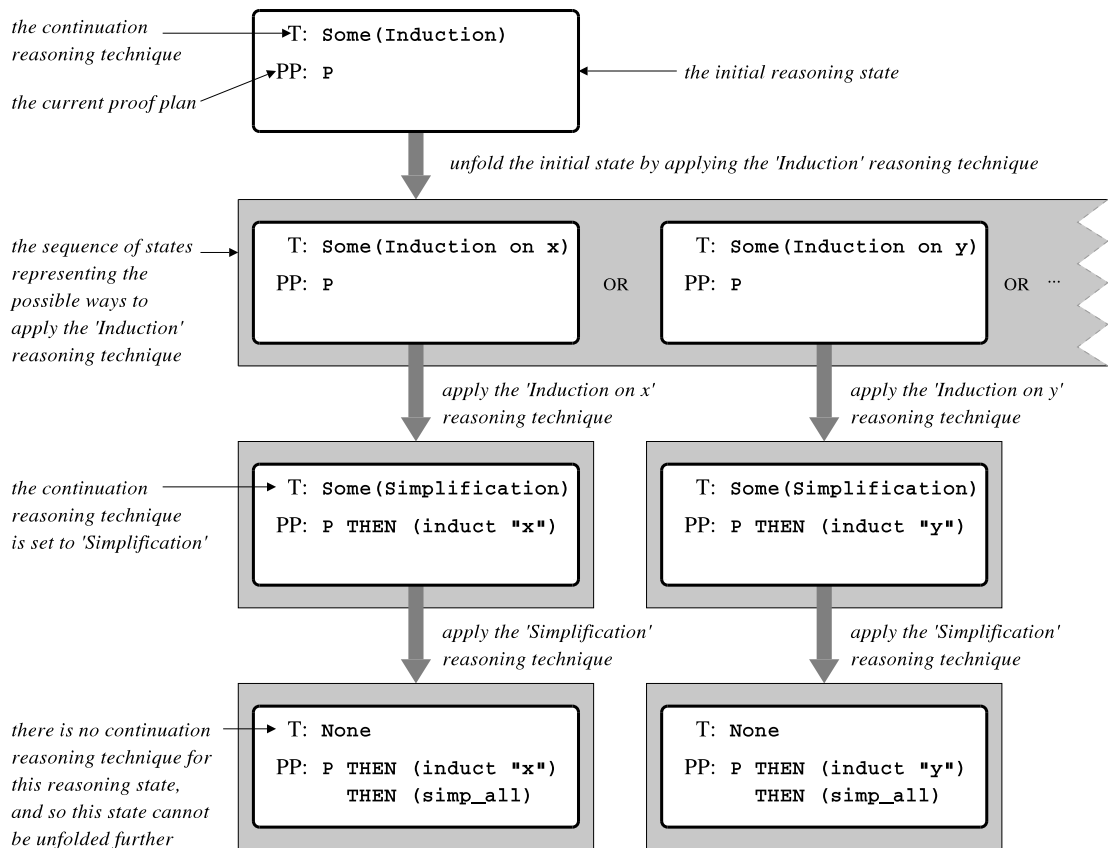 the continuation
reasoning technique
T: Some(Induction)
PP: P
the current proof plan
the initial reasoning state
unfold the initial state by applying the 'Induction' reasoning technique
the sequence of states
representing the
possible ways to
apply the 'Induction'
reasoning technique
T: Some(Induction on x)
PP: P
OR
T: Some(Induction on y)
PP: P
OR ...
apply the 'Induction on x'
reasoning technique
apply the 'Induction on y'
reasoning technique
the continuation
reasoning technique
is set to 'Simplification'
T: Some(Simplification)
PP: P THEN (induct "x")
T: Some(Simplification)
PP: P THEN (induct "y")
apply the 'Simplification'
reasoning technique
apply the 'Simplification'
reasoning technique
there is no continuation
reasoning technique for
this reasoning state,
and so this state cannot
be unfolded further
T: None
PP: P THEN (induct "x")
THEN (simp_all)
T: None
PP: P THEN (induct "y")
THEN (simp_all)